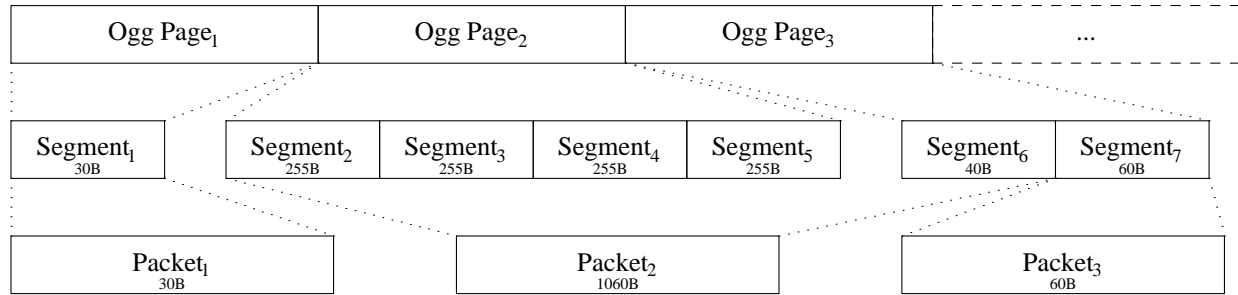 Ogg Page₁ Ogg Page₂ Ogg Page₃ ...
Segment₁ Segment₂ Segment₃ Segment₄ Segment₅ Segment₆ Segment₇
30B 255B 255B 255B 255B 40B 60B
Packet₁ Packet₂ Packet₃
30B 1060B 60B